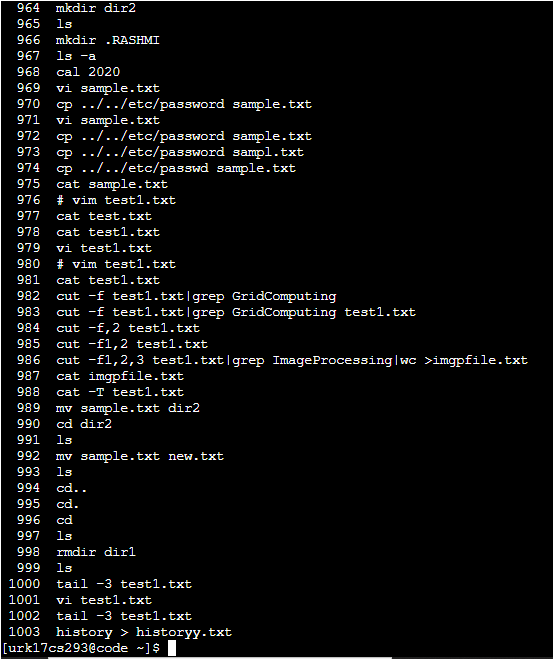 964  mkdir dir2
965  ls
966  mkdir .RASHMI
967  ls -a
968  cal 2020
969  vi sample.txt
970  cp ../../etc/password sample.txt
971  vi sample.txt
972  cp ../../etc/password sample.txt
973  cp ../../etc/password sampl.txt
974  cp ../../etc/passwd sample.txt
975  cat sample.txt
976  # vim test1.txt
977  cat test.txt
978  cat test1.txt
979  vi test1.txt
980  # vim test1.txt
981  cat test1.txt
982  cut -f test1.txt|grep GridComputing
983  cut -f test1.txt|grep GridComputing test1.txt
984  cut -f,2 test1.txt
985  cut -f1,2 test1.txt
986  cut -f1,2,3 test1.txt|grep ImageProcessing|wc >imgpfile.txt
987  cat imgpfile.txt
988  cat -T test1.txt
989  mv sample.txt dir2
990  cd dir2
991  ls
992  mv sample.txt new.txt
993  ls
994  cd..
995  cd.
996  cd
997  ls
998  rmdir dir1
999  ls
1000  tail -3 test1.txt
1001  vi test1.txt
1002  tail -3 test1.txt
1003  history > historyy.txt
[urk17cs293@code ~]$